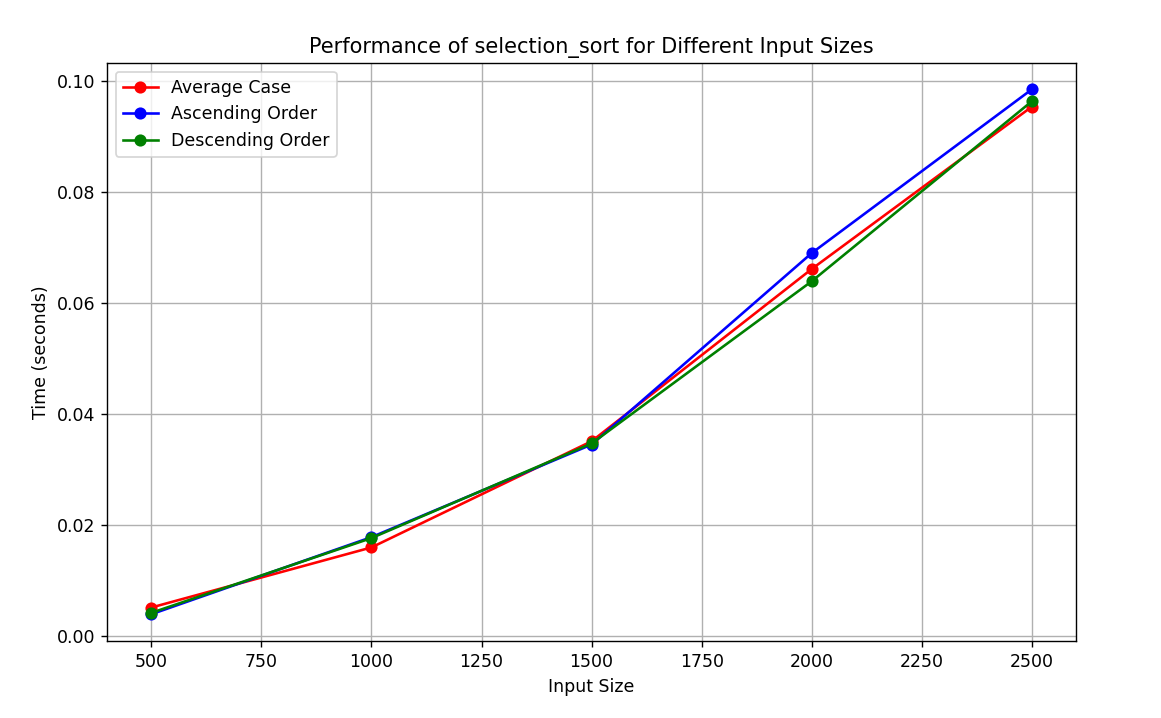 Performance of selection_sort for Different Input Sizes
Average Case
Ascending Order
Descending Order
Time (seconds)
0.10
0.08
0.06
0.04
0.02
0.00
500 750 1000 1250 1500 1750 2000 2250 2500
Input Size